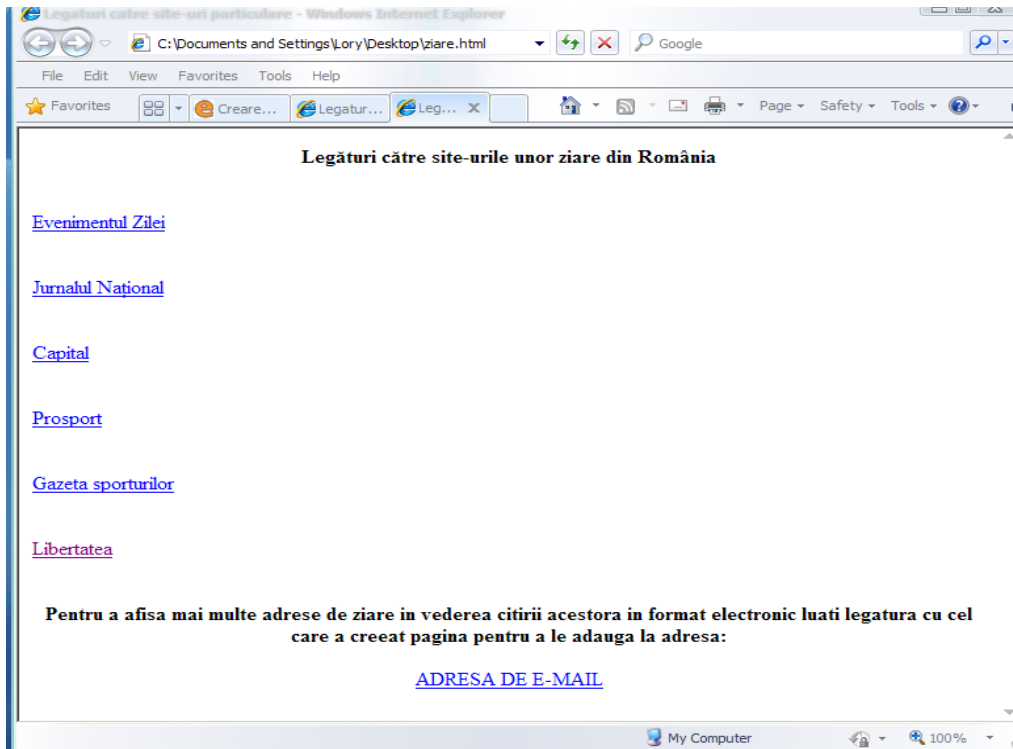 Legaturi catre site-uri particulare - Windows Internet Explorer
C:\Documents and Settings\Lory\Desktop\ziare.html
Google
File Edit View Favorites Tools Help
Favorites Creare... Legatur... Leg... X Page Safety Tools
Legături către site-urile unor ziare din România
Evenimentul Zilei
Jurnalul Național
Capital
Prosport
Gazeta sporturilor
Libertatea
Pentru a afisa mai multe adrese de ziare in vederea citirii acestora in format electronic luati legatura cu cel
care a creeat pagina pentru a le adauga la adresa:
ADRESA DE E-MAIL
My Computer 100%